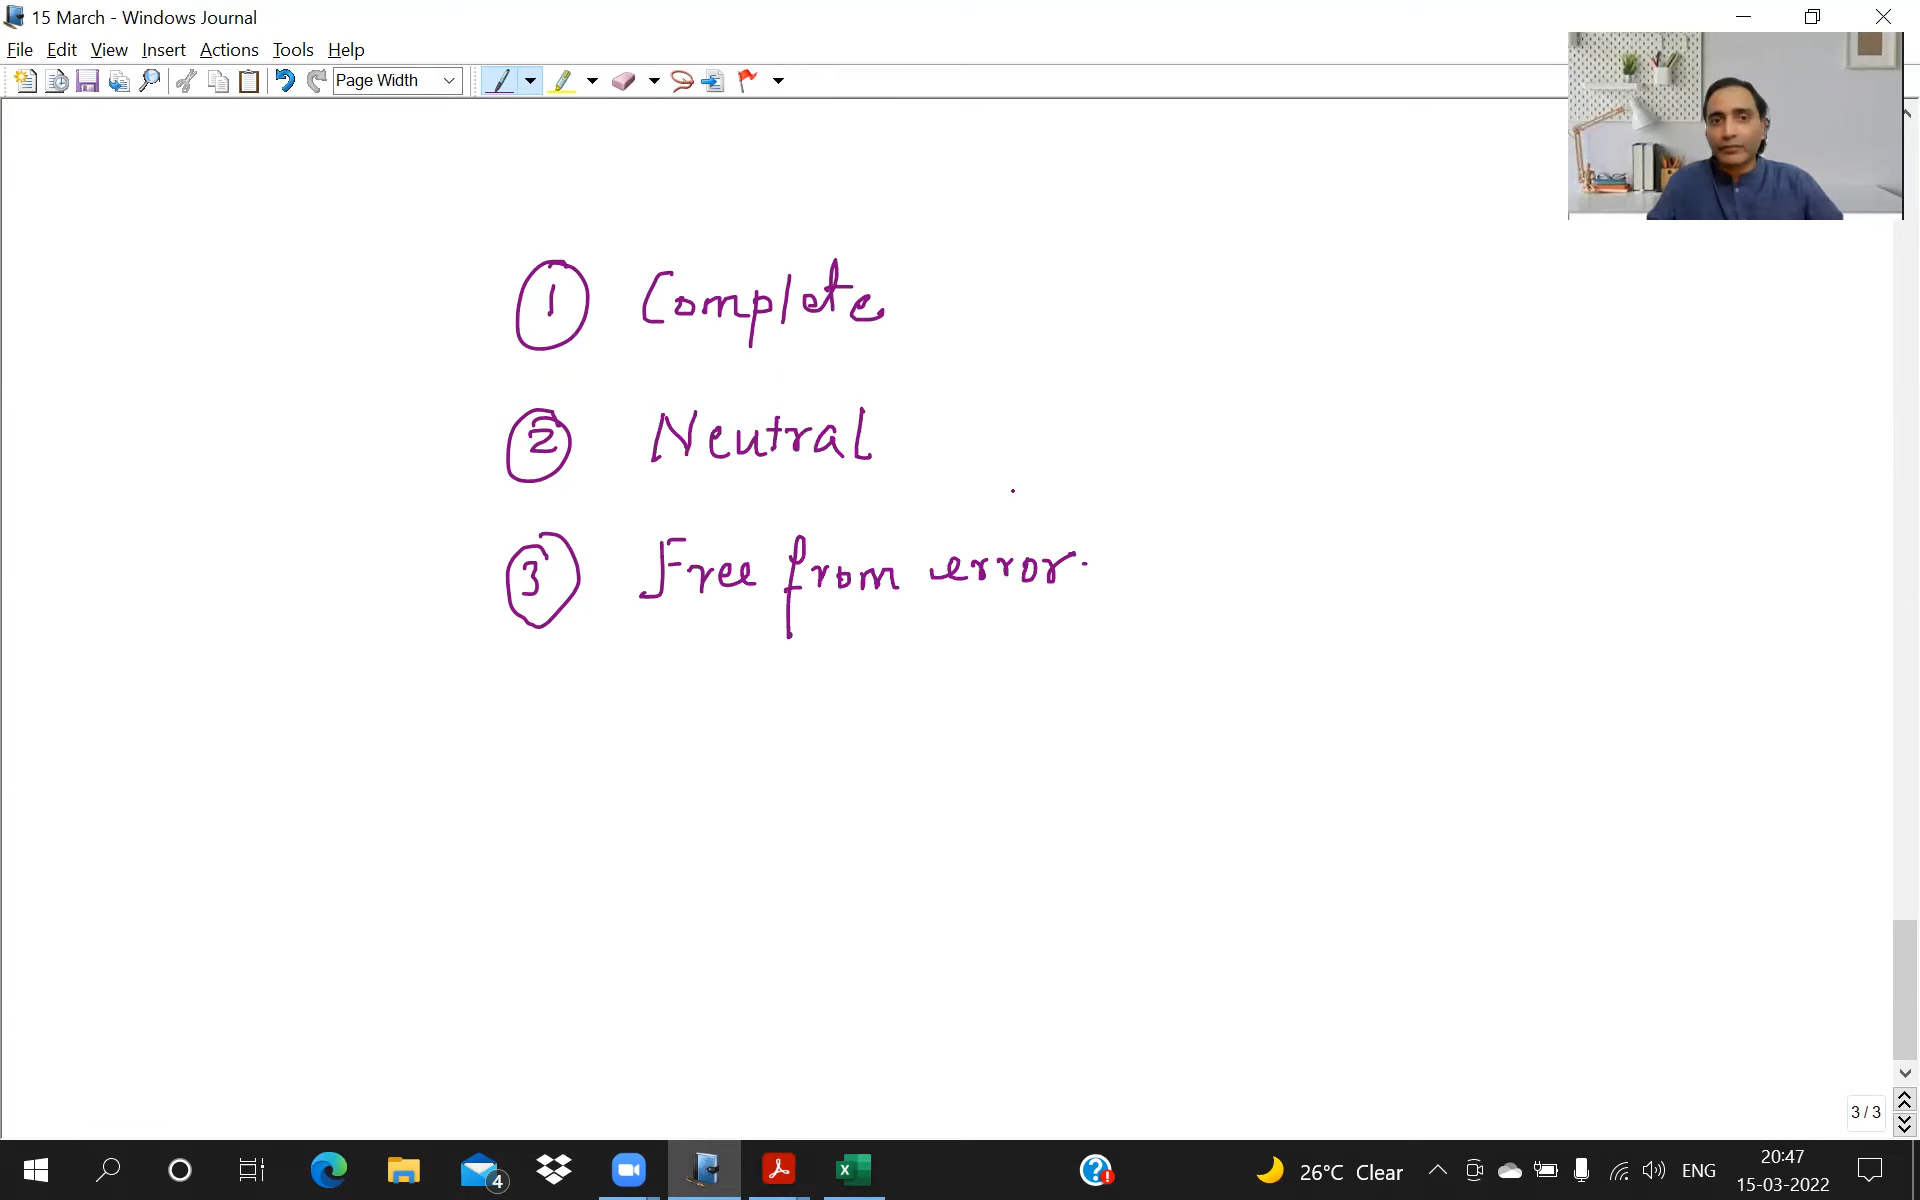 15 March - Windows Journal
File Edit View Insert Actions Tools Help
Page Width
1 Complete
2 Neutral
3 Free from error.
3 / 3
4
26°C Clear
ENG
20:47
15-03-2022